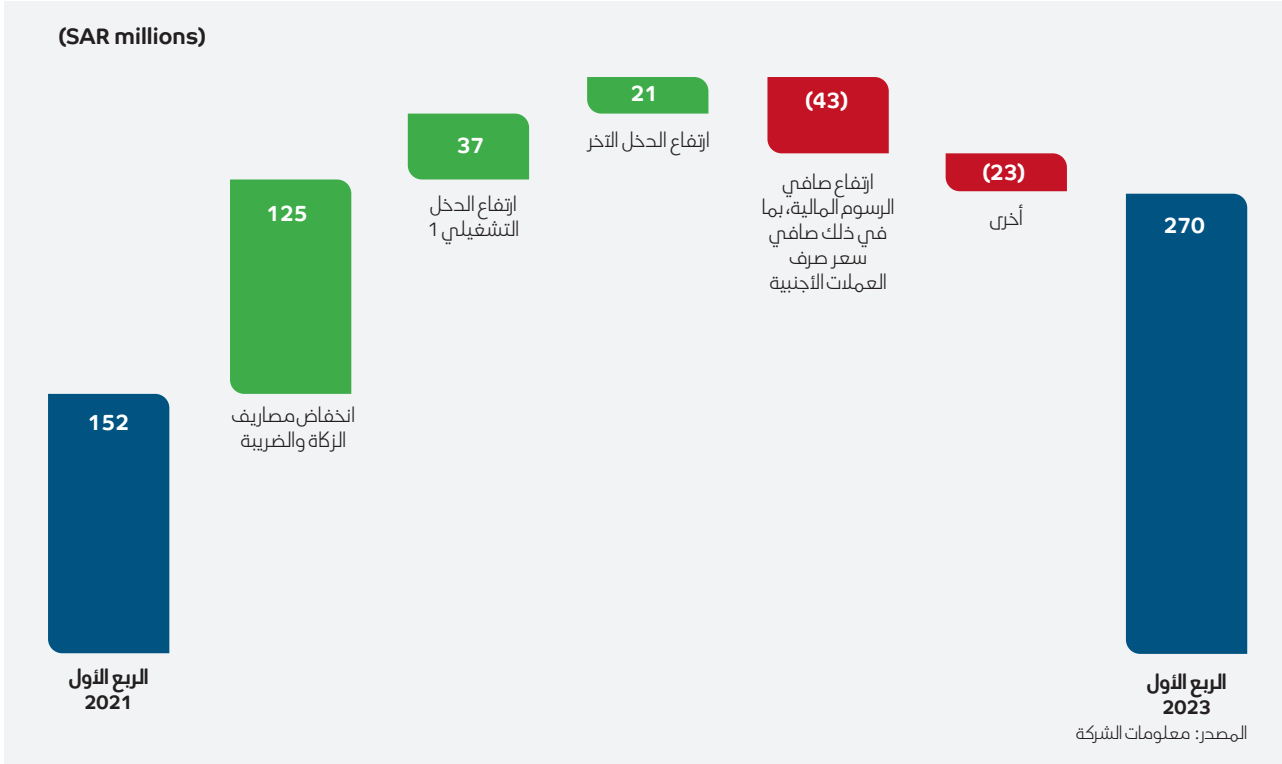 (SAR millions)
152
الربع الأول
2021
125
انخفاض مصاريف
الزكاة والضريبة
37
ارتفاع الدخل
التشغيلي 1
21
ارتفاع الدخل الآخر
(43)
ارتفاع صافي
الرسوم المالية، بما
في ذلك صافي
سعر صرف
العملات الأجنبية
(23)
أخرى
270
الربع الأول
2023
المصدر: معلومات الشركة